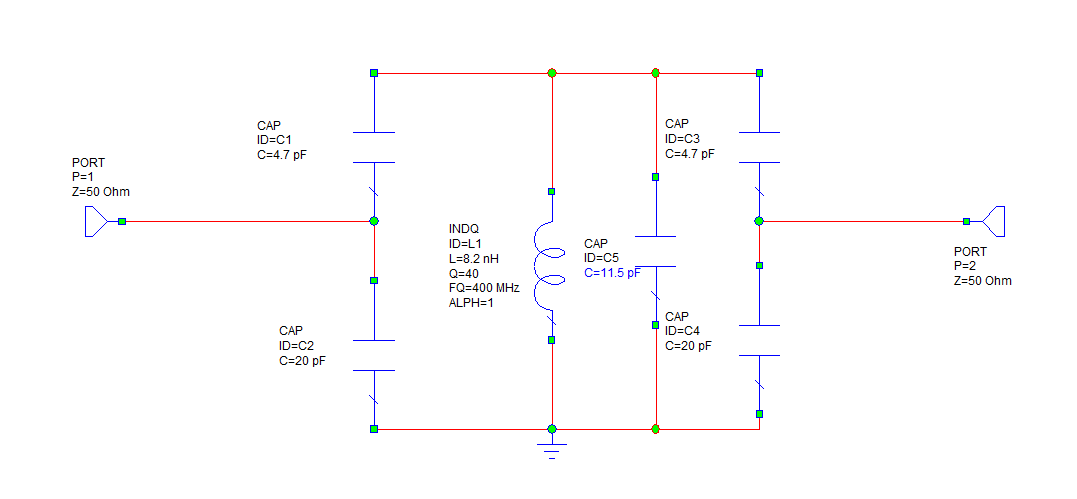 CAP
ID=C1
C=4.7 pF
CAP
ID=C3
C=4.7 pF
PORT
P=1
Z=50 Ohm
INDQ
ID=L1
L=8.2 nH
Q=40
FQ=400 MHz
ALPH=1
CAP
ID=C5
C=11.5 pF
PORT
P=2
Z=50 Ohm
CAP
ID=C2
C=20 pF
CAP
ID=C4
C=20 pF